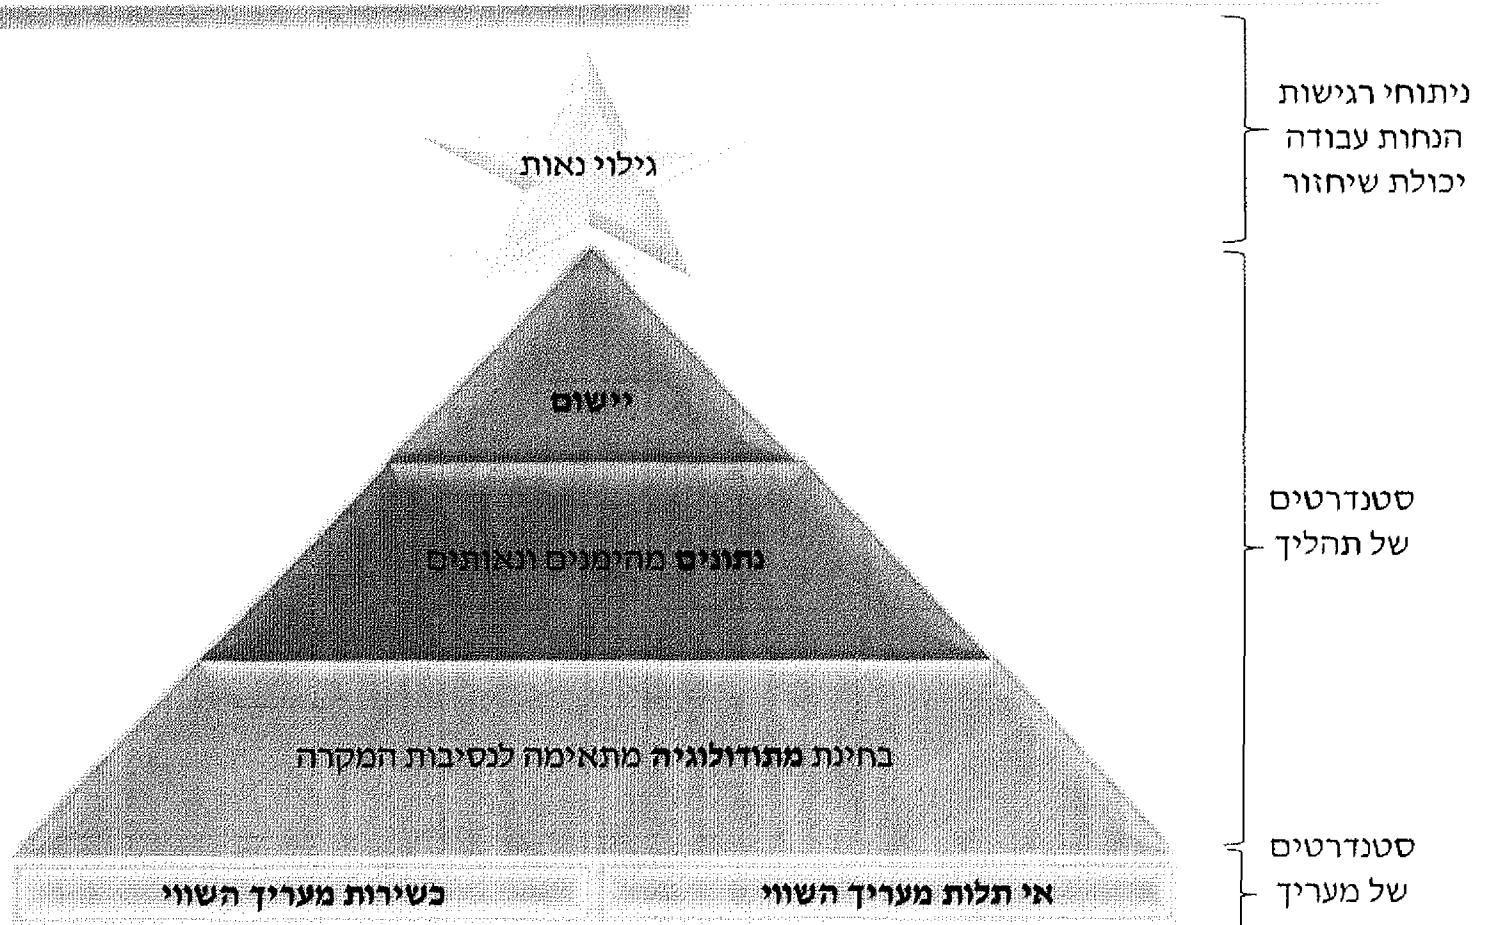 ניתוחי רגישות
הנחות עבודה
יכולת שיחזור
גילוי נאות
יישום
סטנדרטים
של תהליך
נתונים מהימנים ונאותים
בחינת מתודולוגיה מתאימה לנסיבות המקרה
סטנדרטים
של מעריך
אי תלות מעריך השווי
כשירות מעריך השווי